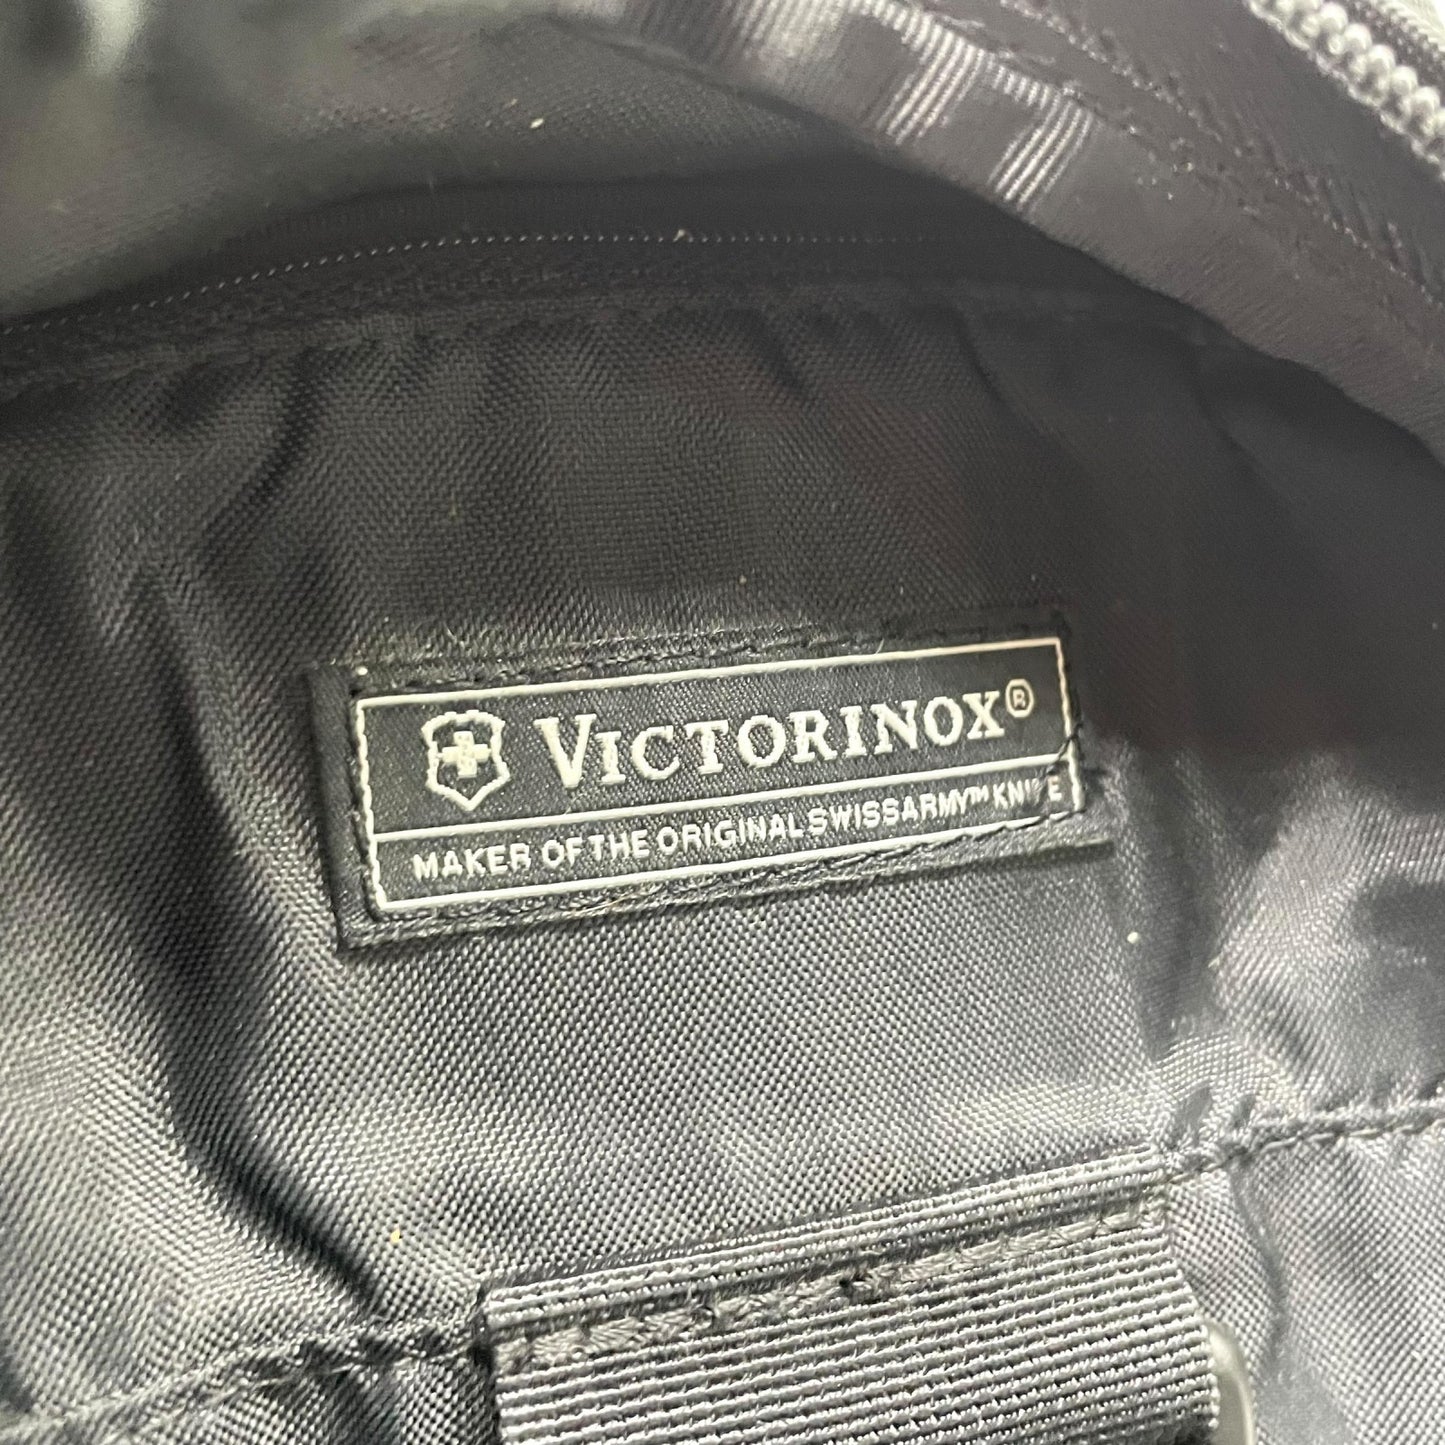 VICTORINOX®
MAKER OF THE ORIGINAL SWISS ARMY™ KNIFE